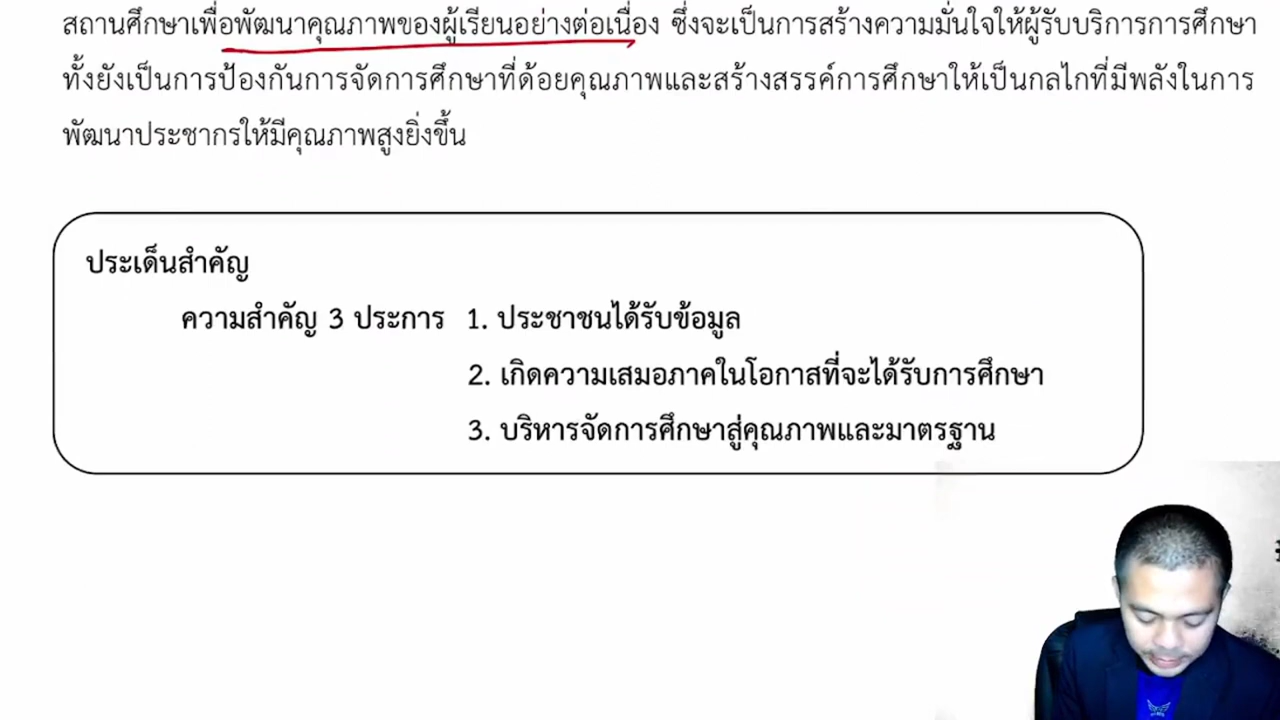 สถานศึกษาเพื่อพัฒนาคุณภาพของผู้เรียนอย่างต่อเนื่อง ซึ่งจะเป็นการสร้างความมั่นใจให้ผู้รับบริการการศึกษา
ทั้งยังเป็นการป้องกันการจัดการศึกษาที่ด้อยคุณภาพและสร้างสรรค์การศึกษาให้เป็นกลไกที่มีพลังในการ
พัฒนาประชากรให้มีคุณภาพสูงยิ่งขึ้น
ประเด็นสำคัญ
ความสำคัญ 3 ประการ 1. ประชาชนได้รับข้อมูล
2. เกิดความเสมอภาคในโอกาสที่จะได้รับการศึกษา
3. บริหารจัดการศึกษาสู่คุณภาพและมาตรฐาน